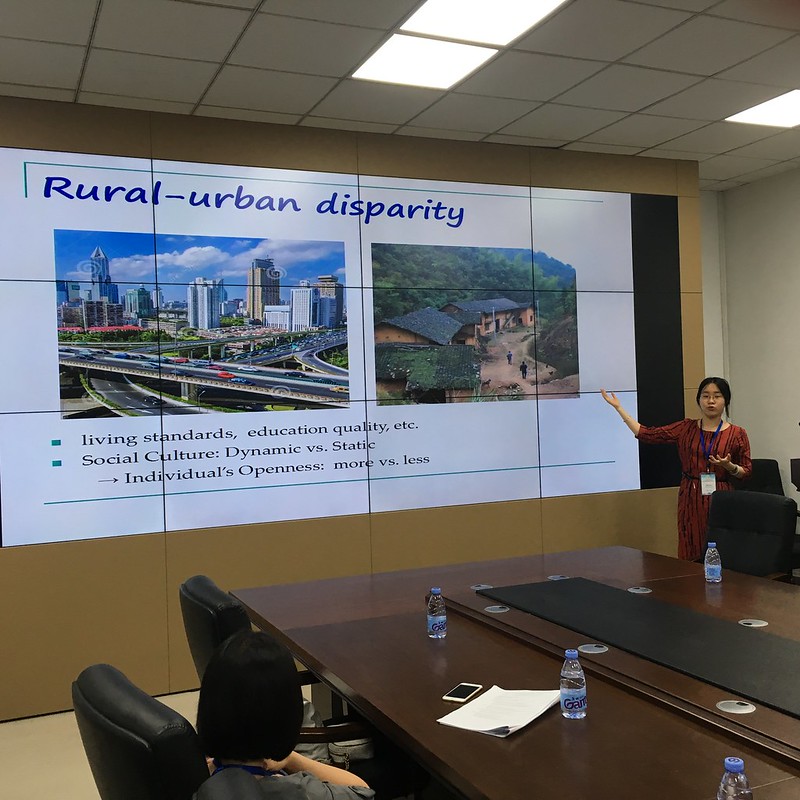 Rural-urban disparity
living standards, education quality, etc.
Social Culture: Dynamic vs. Static
→ Individual's Openness: more vs. less